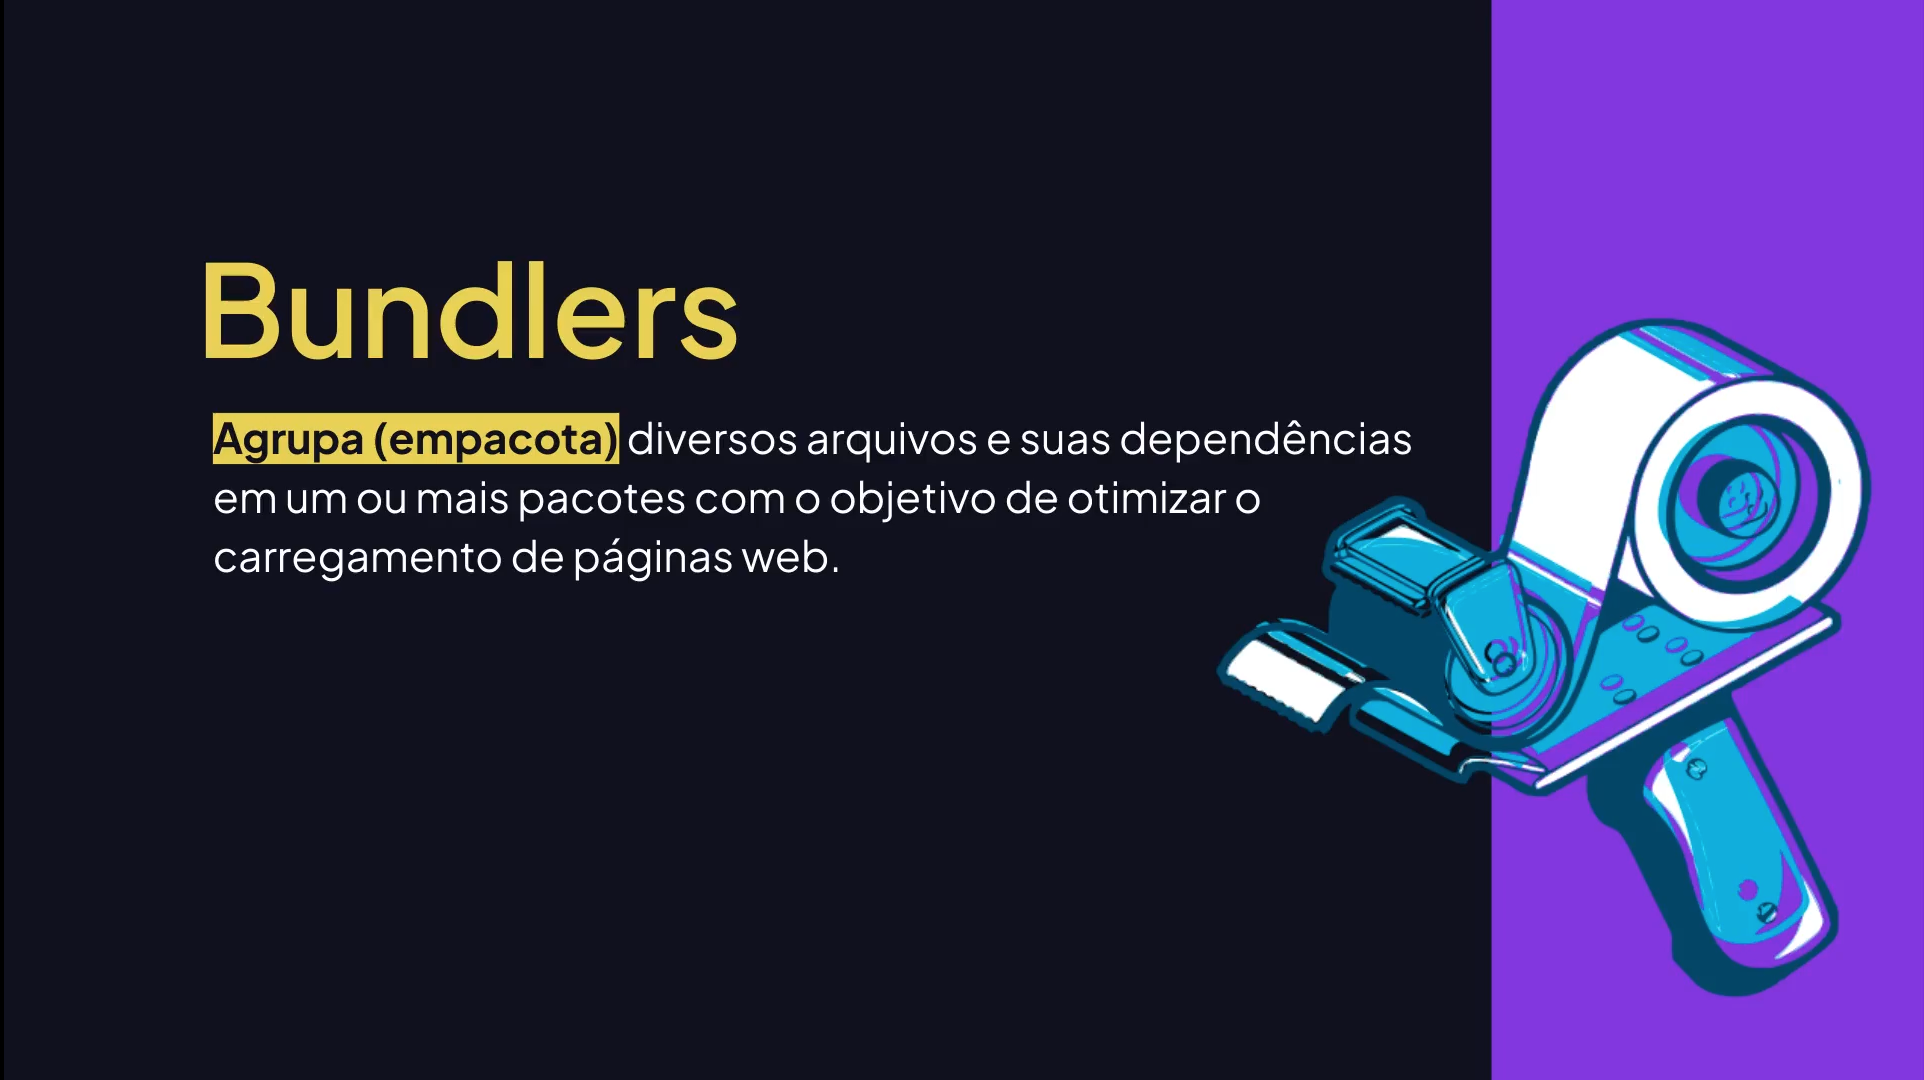 Bundlers
Agrupa (empacota) diversos arquivos e suas dependências
em um ou mais pacotes com o objetivo de otimizar o
carregamento de páginas web.